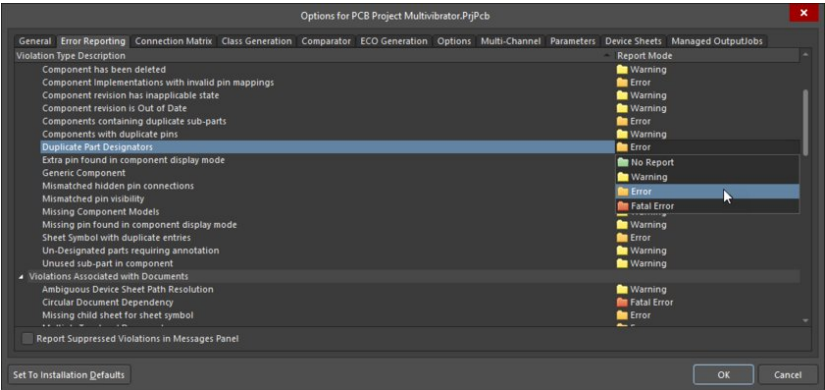 Options for PCB Project Multivibrator.PrjPcb
General Error Reporting Connection Matrix Class Generation Comparator ECO Generation Options Multi-Channel Parameters Device Sheets Managed OutputJobs
Violation Type Description Report Mode
Component has been deleted Warning
Component Implementations with invalid pin mappings Error
Component revision has inapplicable state Warning
Component revision is Out of Date Warning
Components containing duplicate sub-parts Error
Components with duplicate pins Warning
Duplicate Part Designators Error
Extra pin found in component display mode No Report
Generic Component Warning
Mismatched hidden pin connections Error
Mismatched pin visibility Fatal Error
Missing Component Models
Missing pin found in component display mode Warning
Sheet Symbol with duplicate entries Error
Un-Designated parts requiring annotation Warning
Unused sub-part in component Warning
Violations Associated with Documents
Ambiguous Device Sheet Path Resolution Warning
Circular Document Dependency Fatal Error
Missing child sheet for sheet symbol Error
Report Suppressed Violations in Messages Panel
Set To Installation Defaults OK Cancel